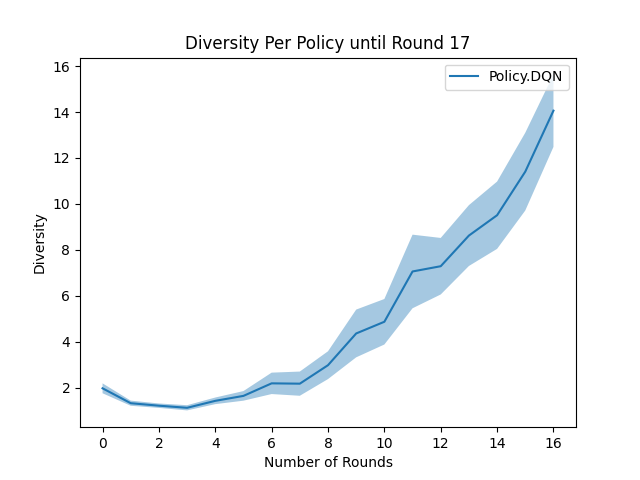 Diversity Per Policy until Round 17
Policy.DQN
16
14
12
10
8
6
4
2
Diversity
0 2 4 6 8 10 12 14 16
Number of Rounds